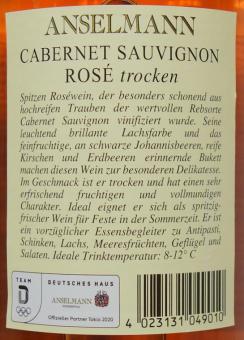 ANSELMANN
CABERNET SAUVIGNON
ROSÉ trocken
Spitzen Roséwein, der besonders schonend aus
hochreifen Trauben der wertvollen Rebsorte
Cabernet Sauvignon vinifiziert wurde. Seine
leuchtend brillante Lachsfarbe und das
feinfruchtige, an schwarze Johannisbeeren, reife
Kirschen und Erdbeeren erinnernde Bukett
machen diesen Wein zur besonderen Delikatesse.
Im Geschmack ist er trocken und hat einen sehr
erfrischend fruchtigen und vollmundigen
Charakter. Ideal eignet er sich als spritzig-
frischer Wein für Feste in der Sommerzeit. Er ist
ein vorzüglicher Essensbegleiter zu Antipasti,
Schinken, Lachs, Meeresfrüchten, Geflügel und
Salaten. Ideale Trinktemperatur: 8-12° C
TEAM
D
DEUTSCHES HAUS
ANSELMANN
Offizieller Partner Tokio 2020
4 023131 049010